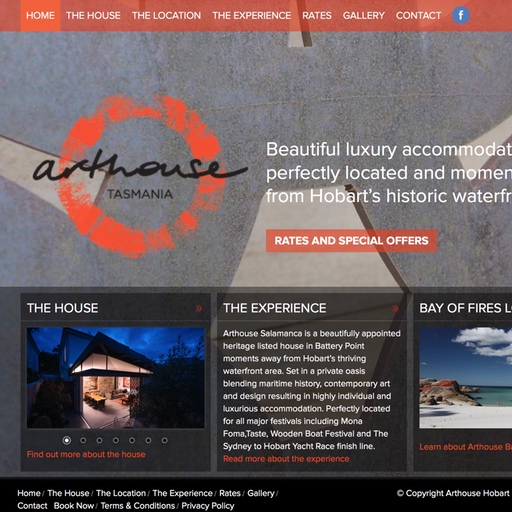 HOME THE HOUSE THE LOCATION THE EXPERIENCE RATES GALLERY CONTACT f
arthouse
TASMANIA
Beautiful luxury accommodat
perfectly located and momen
from Hobart's historic waterfr
RATES AND SPECIAL OFFERS
THE HOUSE »
THE EXPERIENCE »
Arthouse Salamanca is a beautifully appointed
heritage listed house in Battery Point
moments away from Hobart's thriving
waterfront area. Set in a private oasis
blending maritime history, contemporary art
and design resulting in highly individual and
luxurious accommodation. Perfectly located
for all major festivals including Mona
Foma,Taste, Wooden Boat Festival and The
Sydney to Hobart Yacht Race finish line.
Read more about the experience
BAY OF FIRES L
Find out more about the house
Learn about Arthouse B
Home / The House / The Location / The Experience / Rates / Gallery /
Contact Book Now / Terms & Conditions / Privacy Policy
© Copyright Arthouse Hobart